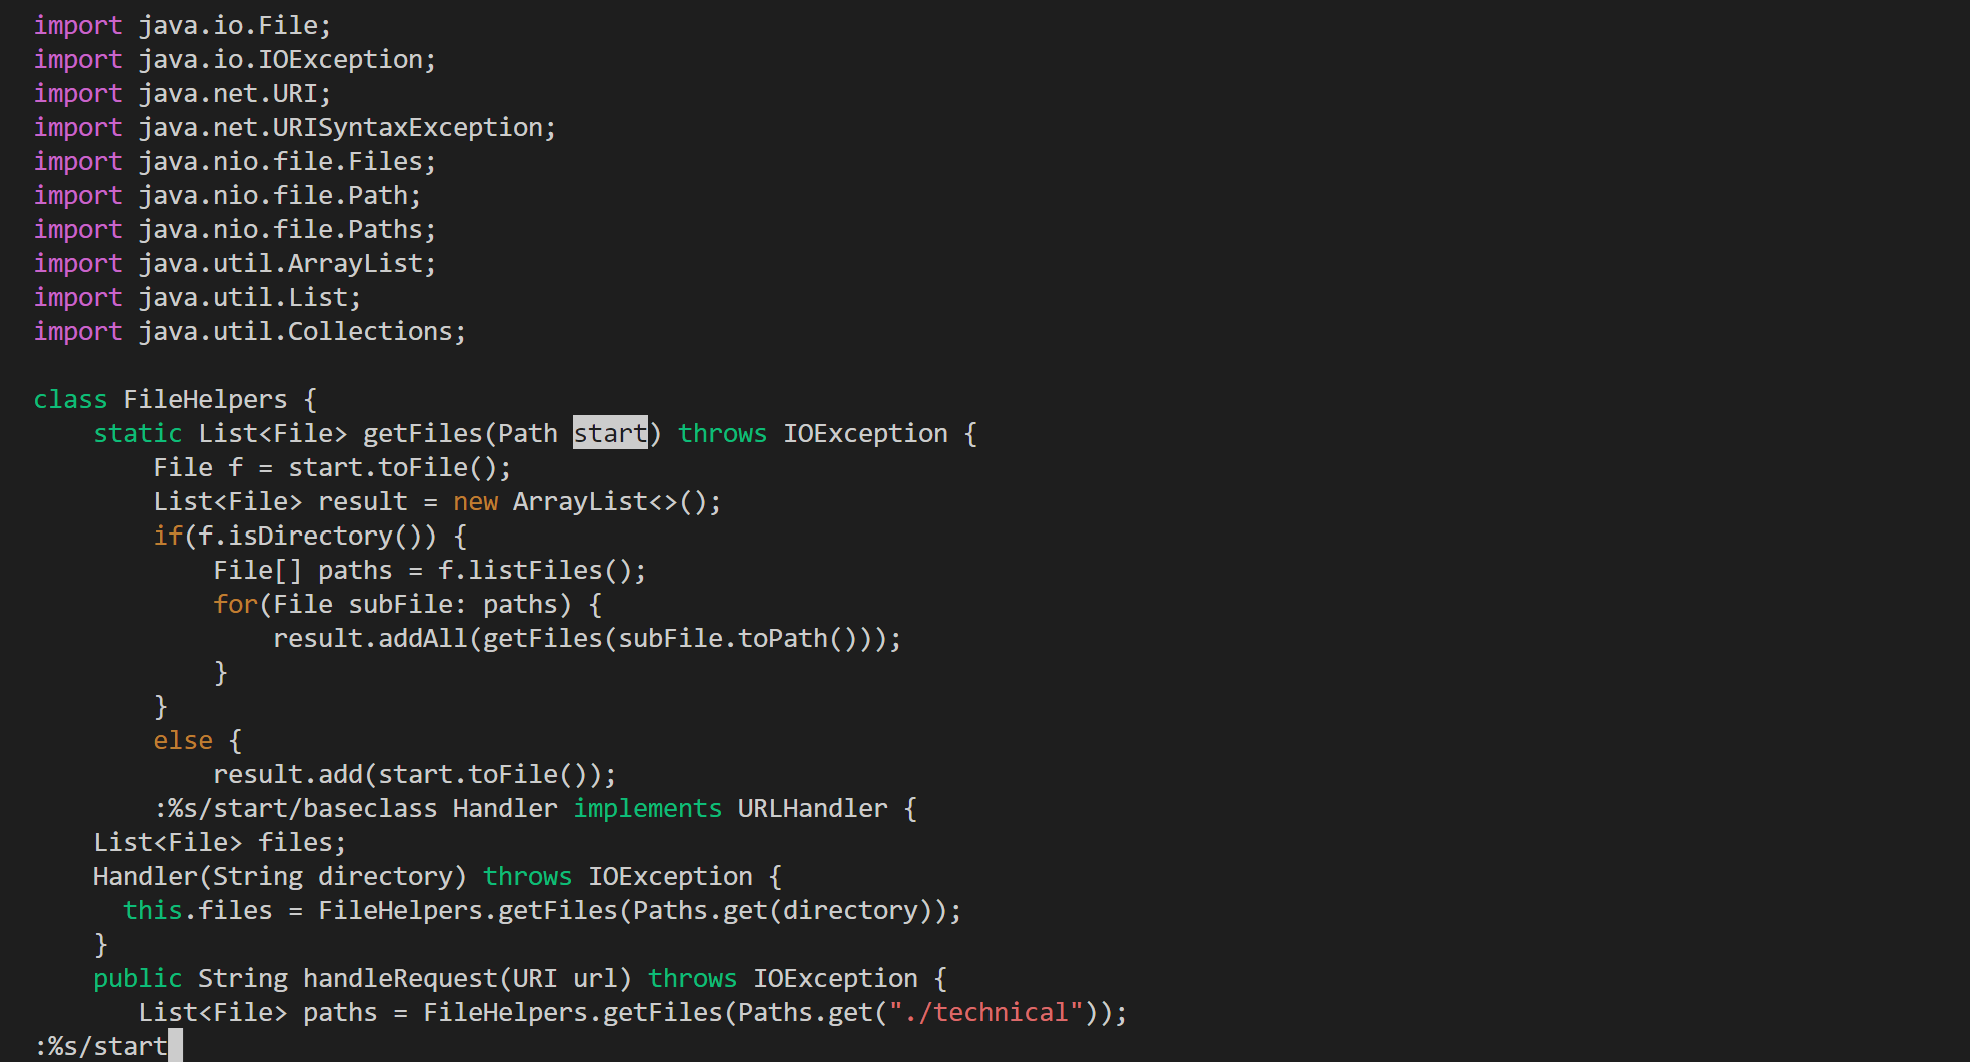 import java.io.File;
import java.io.IOException;
import java.net.URI;
import java.net.URISyntaxException;
import java.nio.file.Files;
import java.nio.file.Path;
import java.nio.file.Paths;
import java.util.ArrayList;
import java.util.List;
import java.util.Collections;

class FileHelpers {
    static List<File> getFiles(Path start) throws IOException {
        File f = start.toFile();
        List<File> result = new ArrayList<>();
        if(f.isDirectory()) {
            File[] paths = f.listFiles();
            for(File subFile: paths) {
                result.addAll(getFiles(subFile.toPath()));
            }
        }
        else {
            result.add(start.toFile());
        :%s/start/baseclass Handler implements URLHandler {
    List<File> files;
    Handler(String directory) throws IOException {
      this.files = FileHelpers.getFiles(Paths.get(directory));
    }
    public String handleRequest(URI url) throws IOException {
       List<File> paths = FileHelpers.getFiles(Paths.get("./technical"));
:%s/start